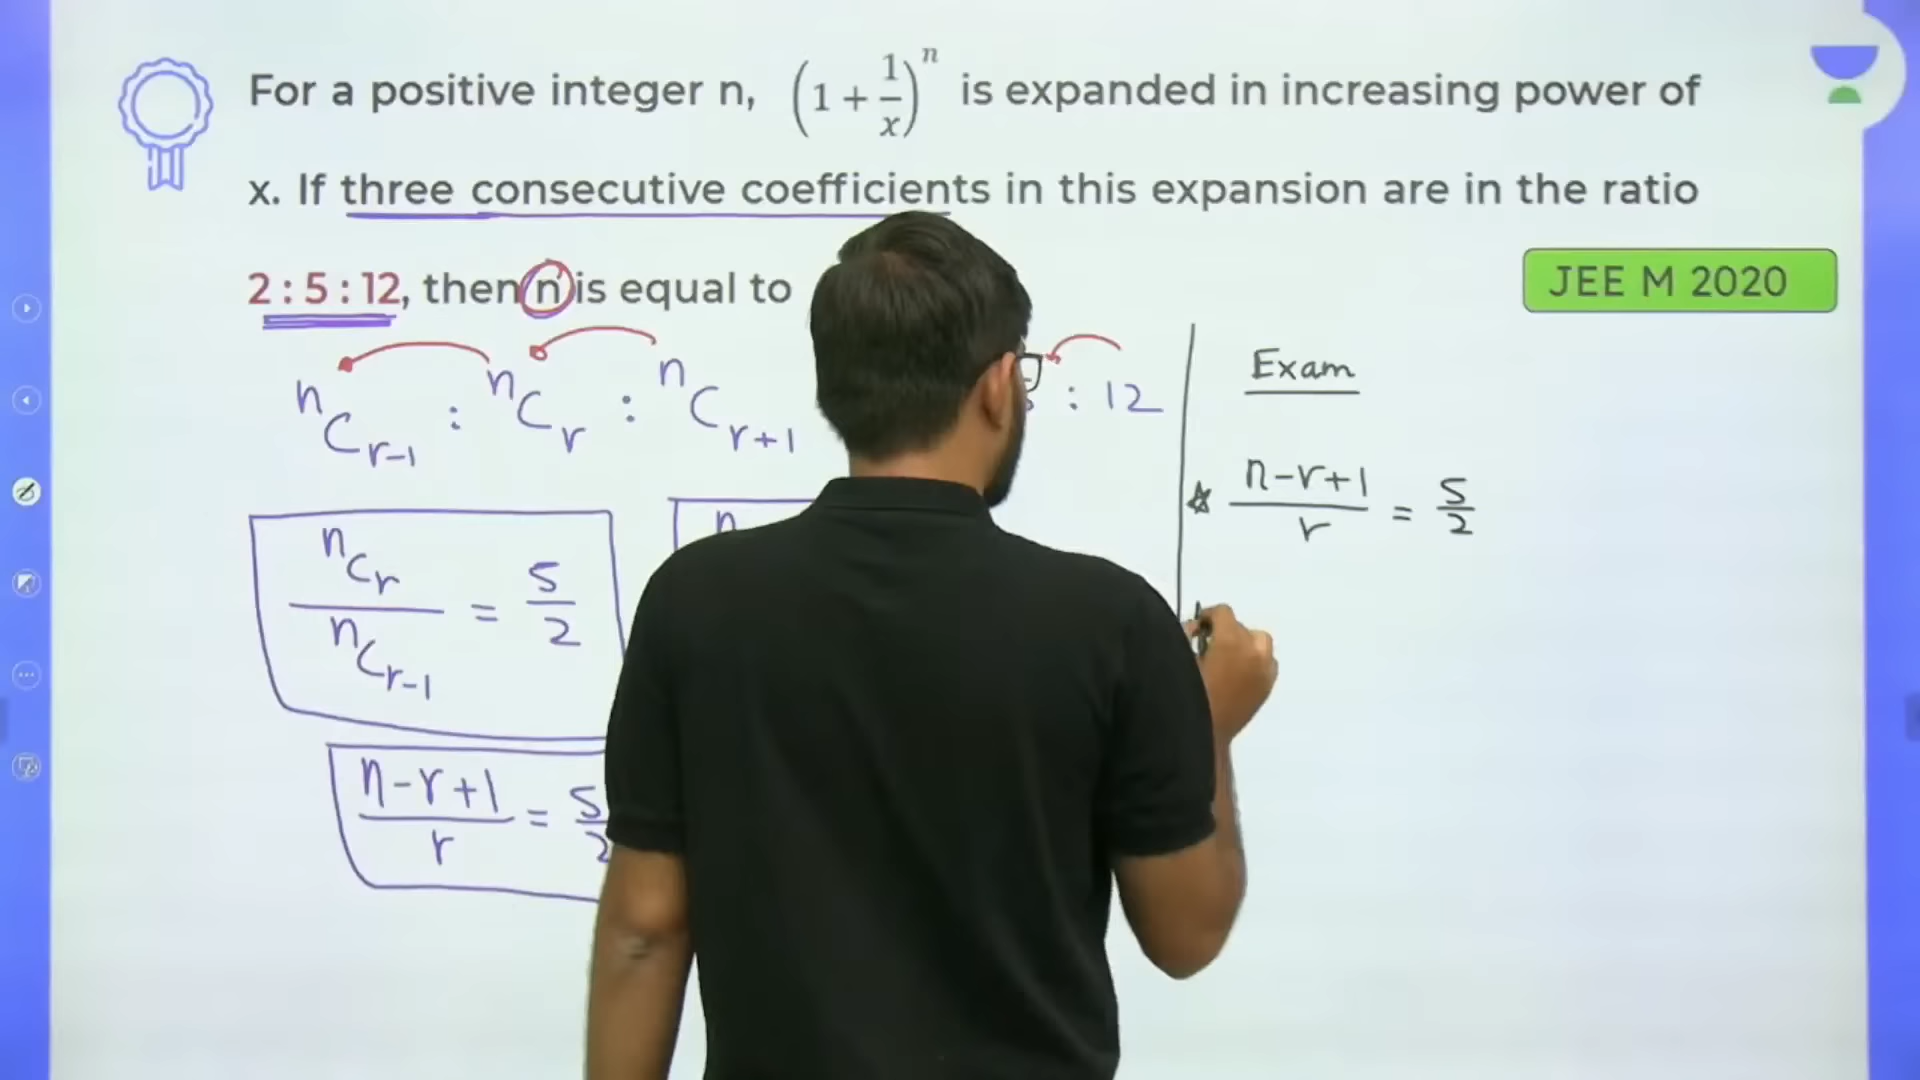 For a positive integer n, (1 + 1/x)^n is expanded in increasing power of
x. If three consecutive coefficients in this expansion are in the ratio
2 : 5 : 12, then n is equal to
JEE M 2020
nCr-1 : nCr : nCr+1 : 12
nCr / nCr-1 = 5/2
n
n-r+1 / r = 5/2
Exam
n-r+1 / r = 5/2